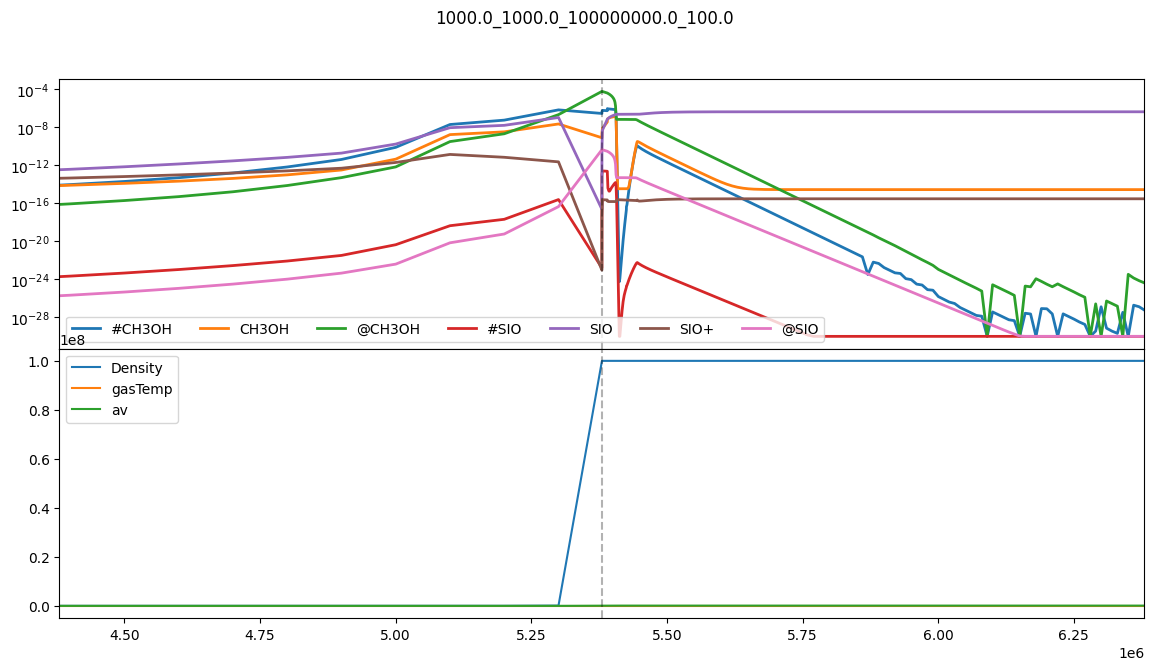 1000.0_1000.0_100000000.0_100.0
10⁻⁴
10⁻⁸
10⁻¹²
10⁻¹⁶
10⁻²⁰
10⁻²⁴
10⁻²⁸
#CH3OH CH3OH @CH3OH #SIO SIO SIO+ @SIO
1e8
1.0
0.8
0.6
0.4
0.2
0.0
Density
gasTemp
av
4.50 4.75 5.00 5.25 5.50 5.75 6.00 6.25
1e6